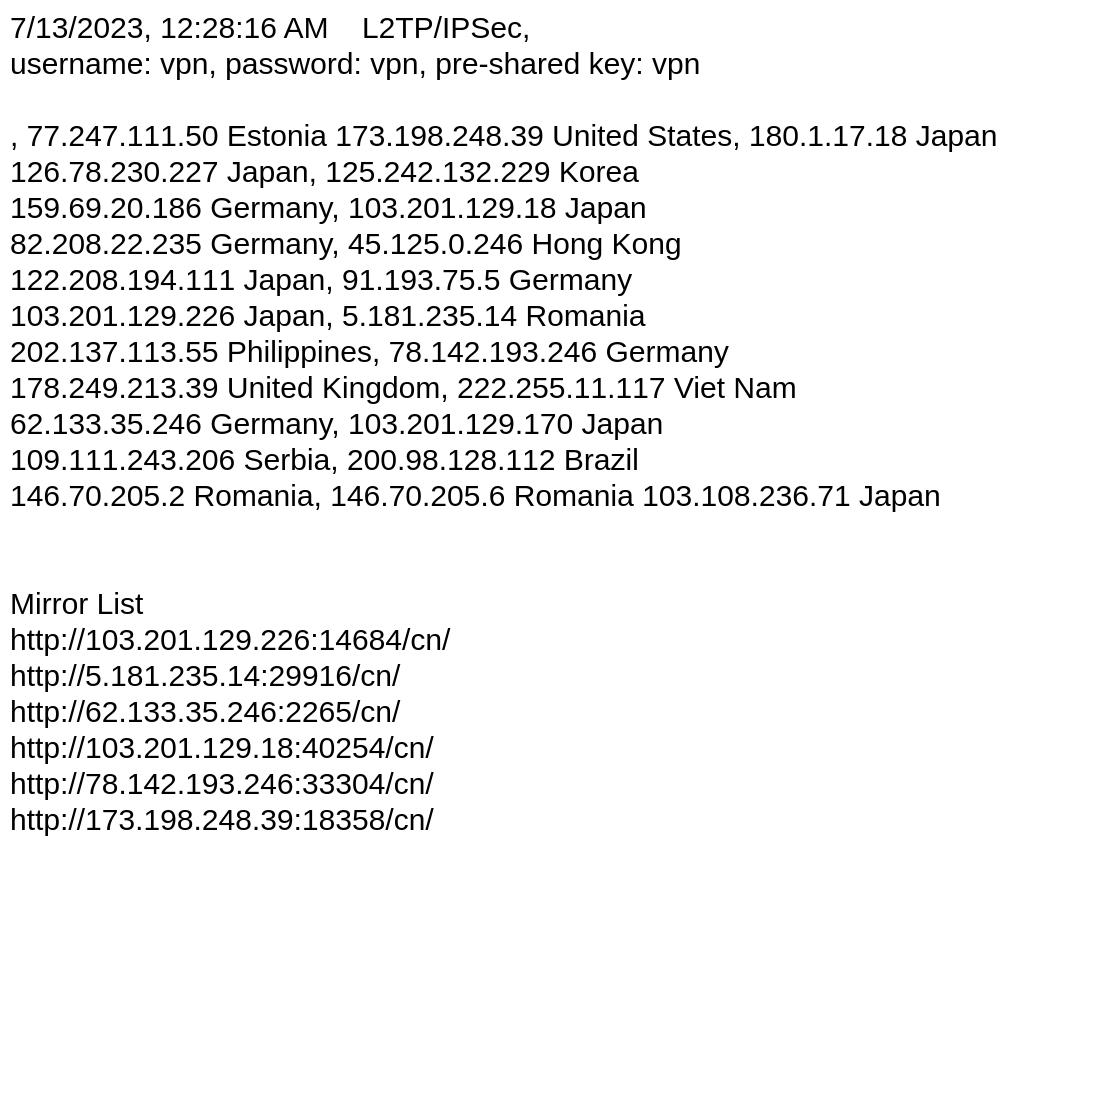 7/13/2023, 12:28:16 AM    L2TP/IPSec,
username: vpn, password: vpn, pre-shared key: vpn
, 77.247.111.50 Estonia 173.198.248.39 United States, 180.1.17.18 Japan
126.78.230.227 Japan, 125.242.132.229 Korea
159.69.20.186 Germany, 103.201.129.18 Japan
82.208.22.235 Germany, 45.125.0.246 Hong Kong
122.208.194.111 Japan, 91.193.75.5 Germany
103.201.129.226 Japan, 5.181.235.14 Romania
202.137.113.55 Philippines, 78.142.193.246 Germany
178.249.213.39 United Kingdom, 222.255.11.117 Viet Nam
62.133.35.246 Germany, 103.201.129.170 Japan
109.111.243.206 Serbia, 200.98.128.112 Brazil
146.70.205.2 Romania, 146.70.205.6 Romania 103.108.236.71 Japan
Mirror List
http://103.201.129.226:14684/cn/
http://5.181.235.14:29916/cn/
http://62.133.35.246:2265/cn/
http://103.201.129.18:40254/cn/
http://78.142.193.246:33304/cn/
http://173.198.248.39:18358/cn/